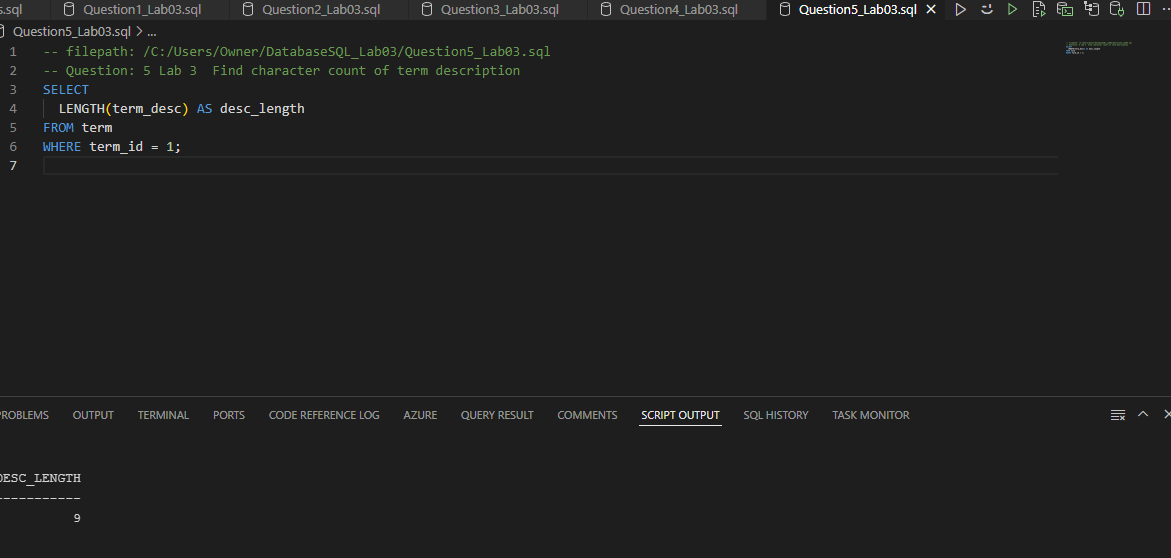 s.sql Question1_Lab03.sql Question2_Lab03.sql Question3_Lab03.sql Question4_Lab03.sql Question5_Lab03.sql
Question5_Lab03.sql > ...
1 -- filepath: /C:/Users/Owner/DatabaseSQL_Lab03/Question5_Lab03.sql
2 -- Question: 5 Lab 3  Find character count of term description
3 SELECT
4   LENGTH(term_desc) AS desc_length
5 FROM term
6 WHERE term_id = 1;
7
PROBLEMS OUTPUT TERMINAL PORTS CODE REFERENCE LOG AZURE QUERY RESULT COMMENTS SCRIPT OUTPUT SQL HISTORY TASK MONITOR
DESC_LENGTH
-----------
9